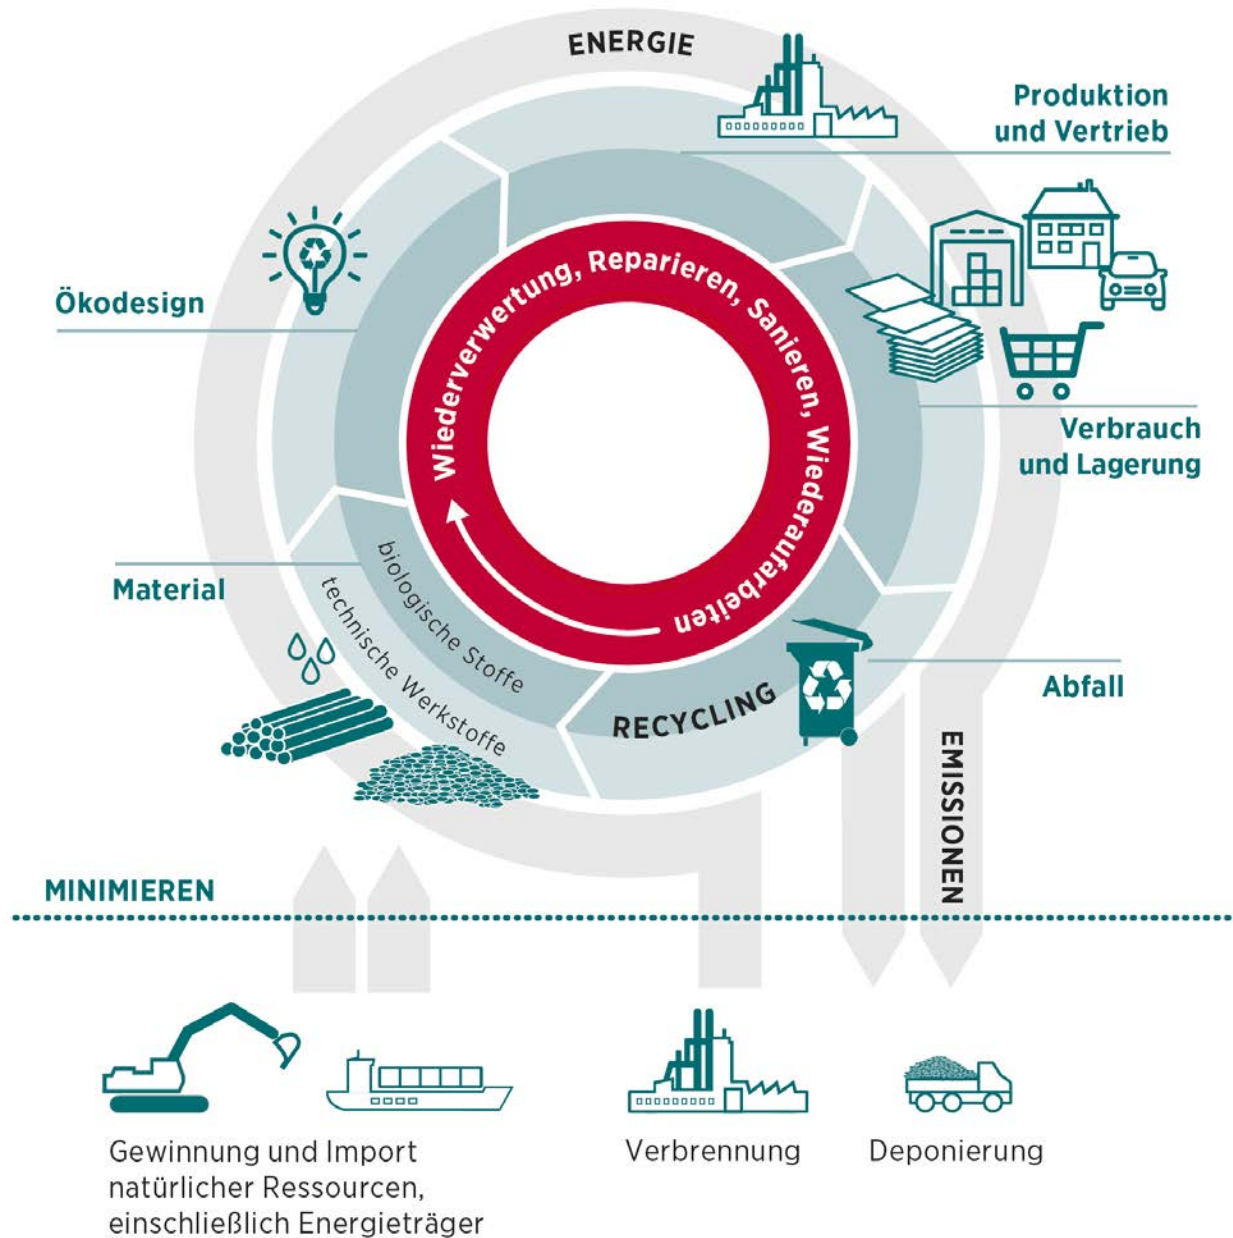 ENERGIE
Produktion
und Vertrieb
Ökodesign
Wiederverwertung, Reparieren, Sanieren, Wiederaufarbeiten
Verbrauch
und Lagerung
Material
biologische Stoffe
technische Werkstoffe
RECYCLING
Abfall
EMISSIONEN
MINIMIEREN
Gewinnung und Import
natürlicher Ressourcen,
einschließlich Energieträger
Verbrennung
Deponierung